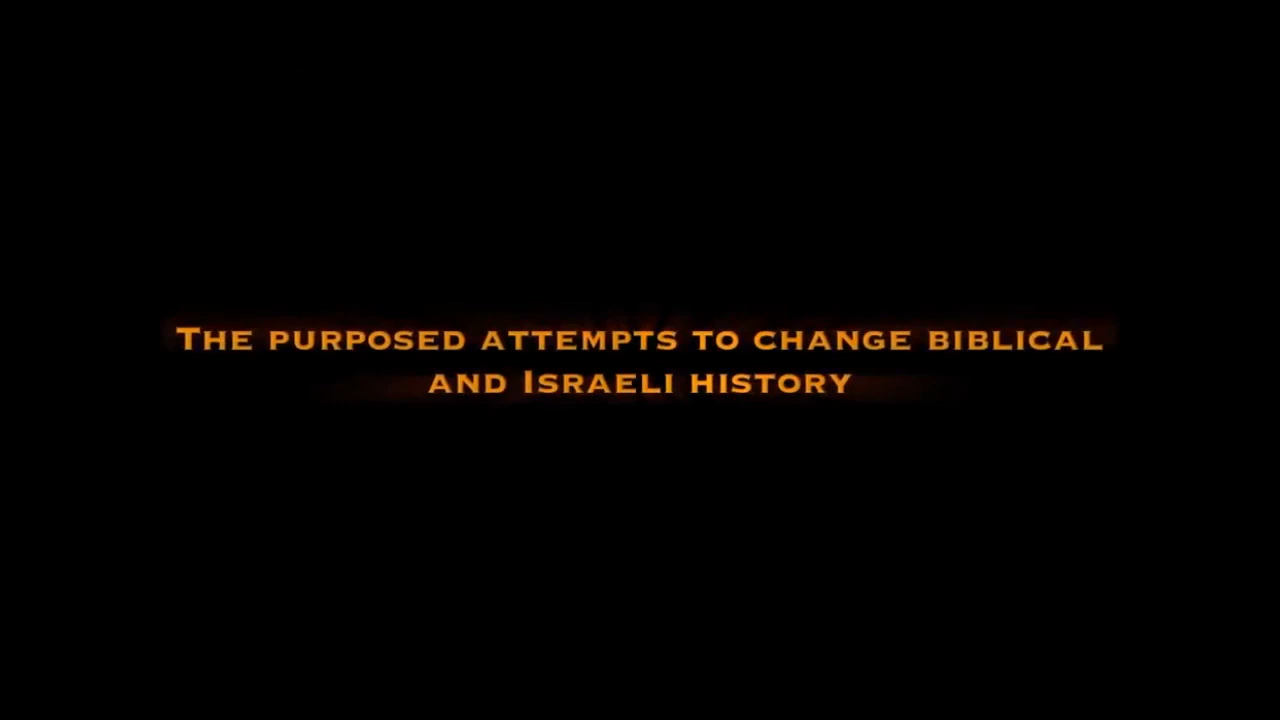 The purposed attempts to change biblical
and Israeli history